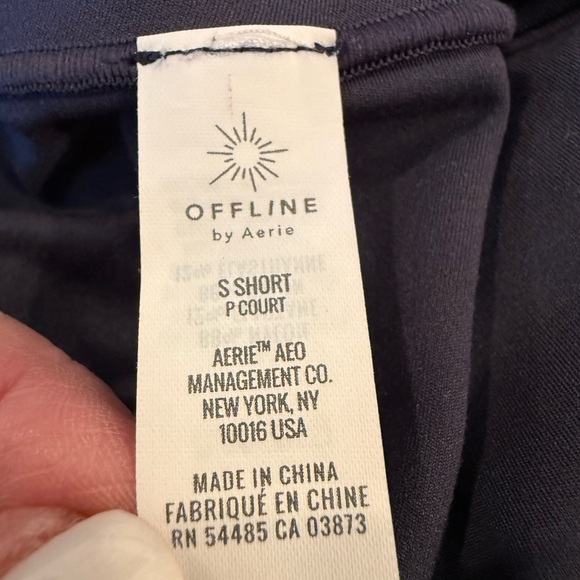 OFFLINE
by Aerie
S SHORT
P COURT
AERIE™ AEO
MANAGEMENT CO.
NEW YORK, NY
10016 USA
MADE IN CHINA
FABRIQUÉ EN CHINE
RN 54485 CA 03873